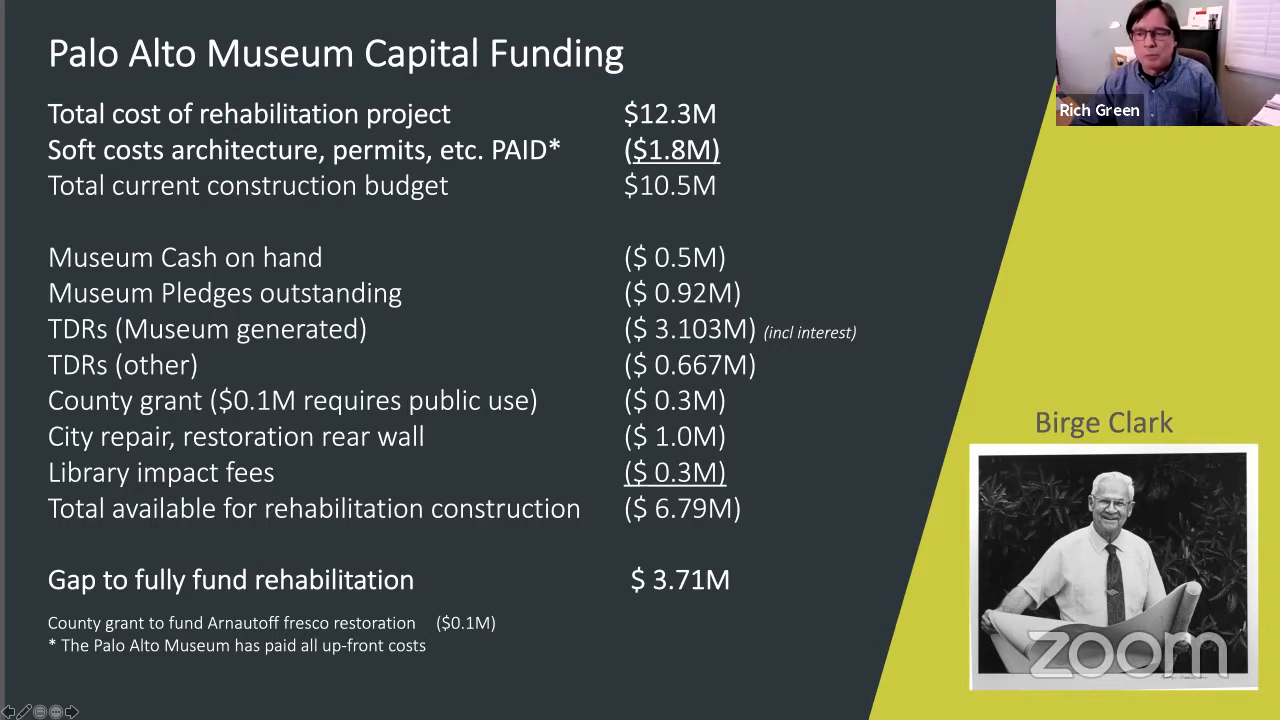 Palo Alto Museum Capital Funding
Total cost of rehabilitation project $12.3M
Soft costs architecture, permits, etc. PAID* ($1.8M)
Total current construction budget $10.5M
Museum Cash on hand ($ 0.5M)
Museum Pledges outstanding ($ 0.92M)
TDRs (Museum generated) ($ 3.103M) (incl interest)
TDRs (other) ($ 0.667M)
County grant ($0.1M requires public use) ($ 0.3M)
City repair, restoration rear wall ($ 1.0M)
Library impact fees ($ 0.3M)
Total available for rehabilitation construction ($ 6.79M)
Gap to fully fund rehabilitation $ 3.71M
County grant to fund Arnautoff fresco restoration ($0.1M)
* The Palo Alto Museum has paid all up-front costs
Rich Green
Birge Clark
zoom